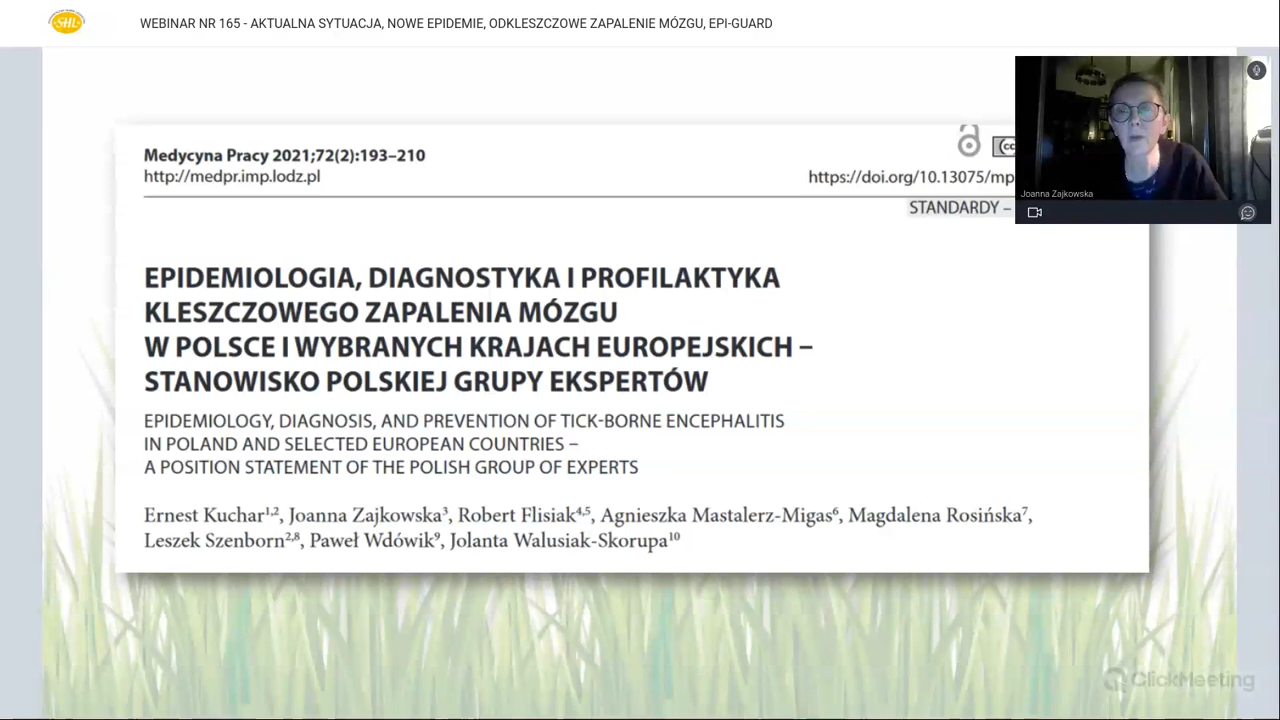 SHL
WEBINAR NR 165 - AKTUALNA SYTUACJA, NOWE EPIDEMIE, ODKLESZCZOWE ZAPALENIE MÓZGU, EPI-GUARD
Medycyna Pracy 2021;72(2):193–210
http://medpr.imp.lodz.pl
https://doi.org/10.13075/mp
STANDARDY –
Joanna Zajkowska
EPIDEMIOLOGIA, DIAGNOSTYKA I PROFILAKTYKA
KLESZCZOWEGO ZAPALENIA MÓZGU
W POLSCE I WYBRANYCH KRAJACH EUROPEJSKICH –
STANOWISKO POLSKIEJ GRUPY EKSPERTÓW
EPIDEMIOLOGY, DIAGNOSIS, AND PREVENTION OF TICK-BORNE ENCEPHALITIS
IN POLAND AND SELECTED EUROPEAN COUNTRIES –
A POSITION STATEMENT OF THE POLISH GROUP OF EXPERTS
Ernest Kuchar¹,², Joanna Zajkowska³, Robert Flisiak⁴,⁵, Agnieszka Mastalerz-Migas⁶, Magdalena Rosińska⁷,
Leszek Szenborn²,⁸, Paweł Wdówik⁹, Jolanta Walusiak-Skorupa¹⁰
ClickMeeting